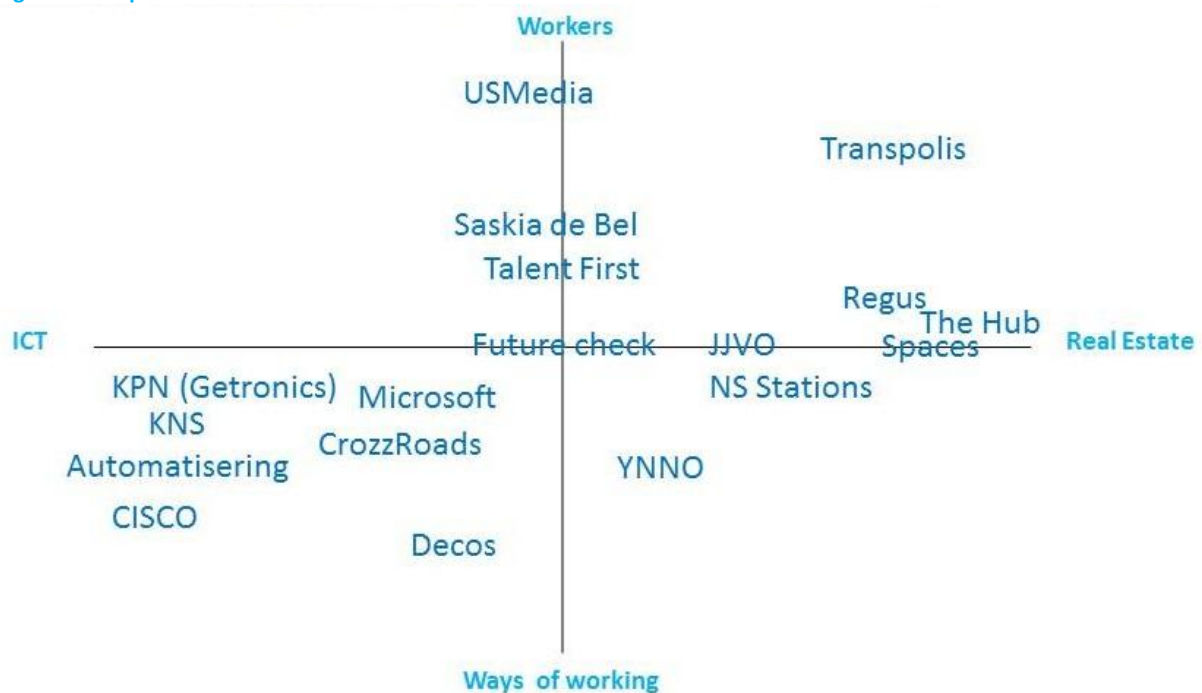 Workers
USMedia
Transpolis
Saskia de Bel
Talent First
Regus
The Hub
ICT
Future check
JJVO
Spaces
Real Estate
KPN (Getronics)
Microsoft
NS Stations
KNS
CrozzRoads
Automatisering
YNNO
CISCO
Decos
Ways of working